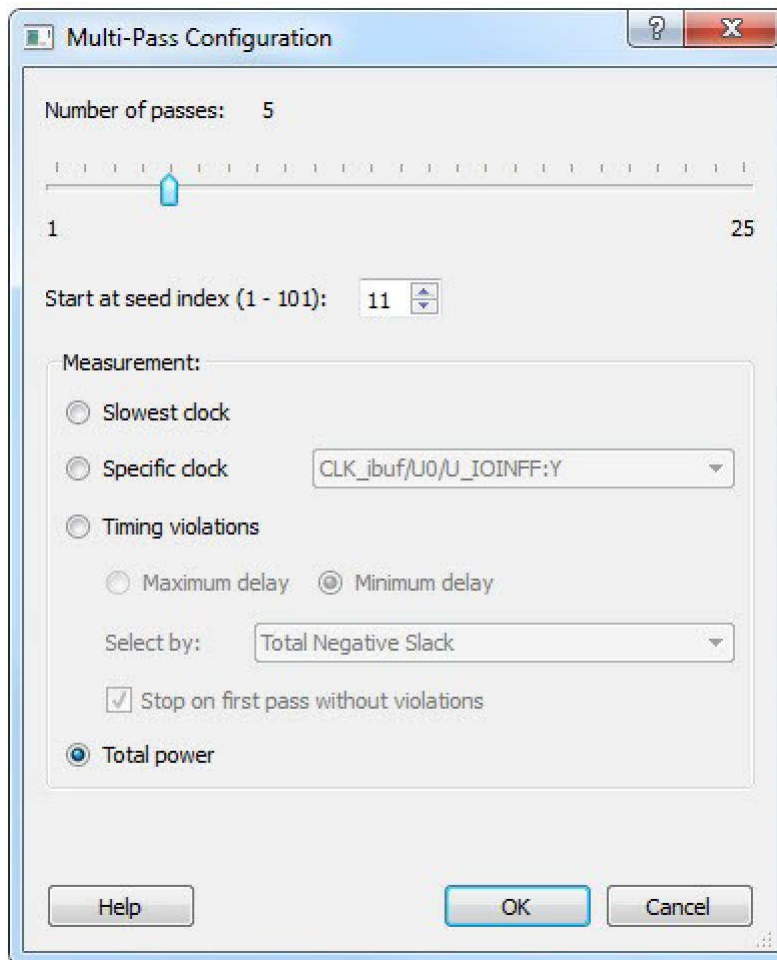 Multi-Pass Configuration
Number of passes: 5
1 25
Start at seed index (1 - 101): 11
Measurement:
Slowest clock
Specific clock CLK_ibuf/U0/U_IOINFF:Y
Timing violations
Maximum delay Minimum delay
Select by: Total Negative Slack
Stop on first pass without violations
Total power
Help OK Cancel